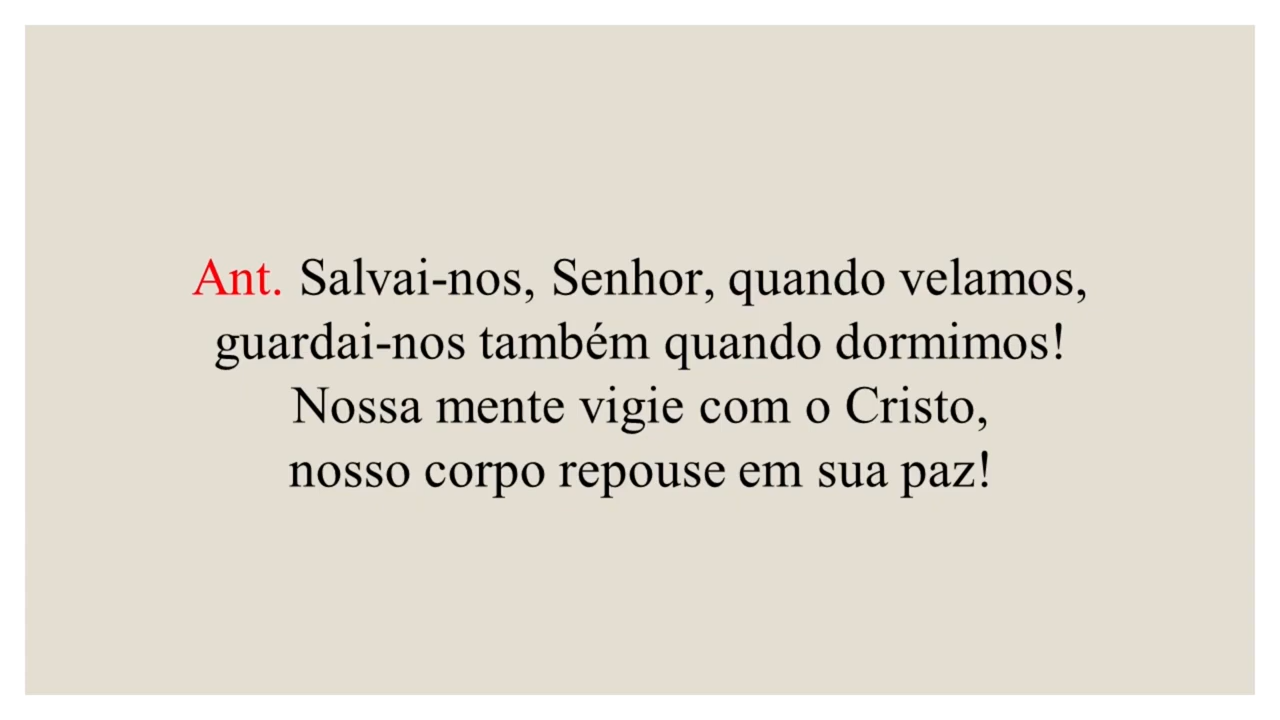 Ant. Salvai-nos, Senhor, quando velamos,
guardai-nos também quando dormimos!
Nossa mente vigie com o Cristo,
nosso corpo repouse em sua paz!